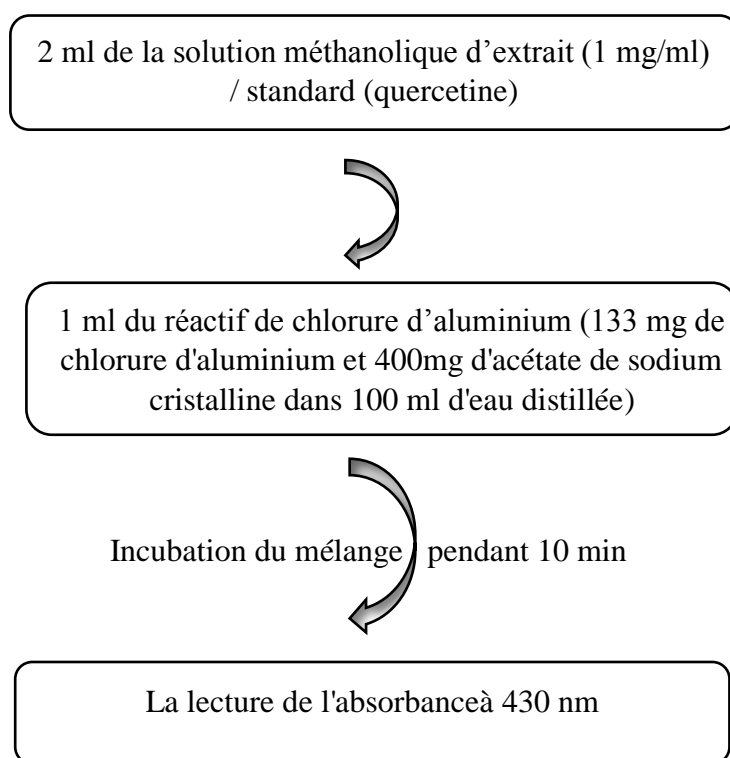 2 ml de la solution méthanolique d’extrait (1 mg/ml)
/ standard (quercetine)
1 ml du réactif de chlorure d’aluminium (133 mg de
chlorure d'aluminium et 400mg d'acétate de sodium
cristalline dans 100 ml d'eau distillée)
Incubation du mélange pendant 10 min
La lecture de l'absorbanceà 430 nm